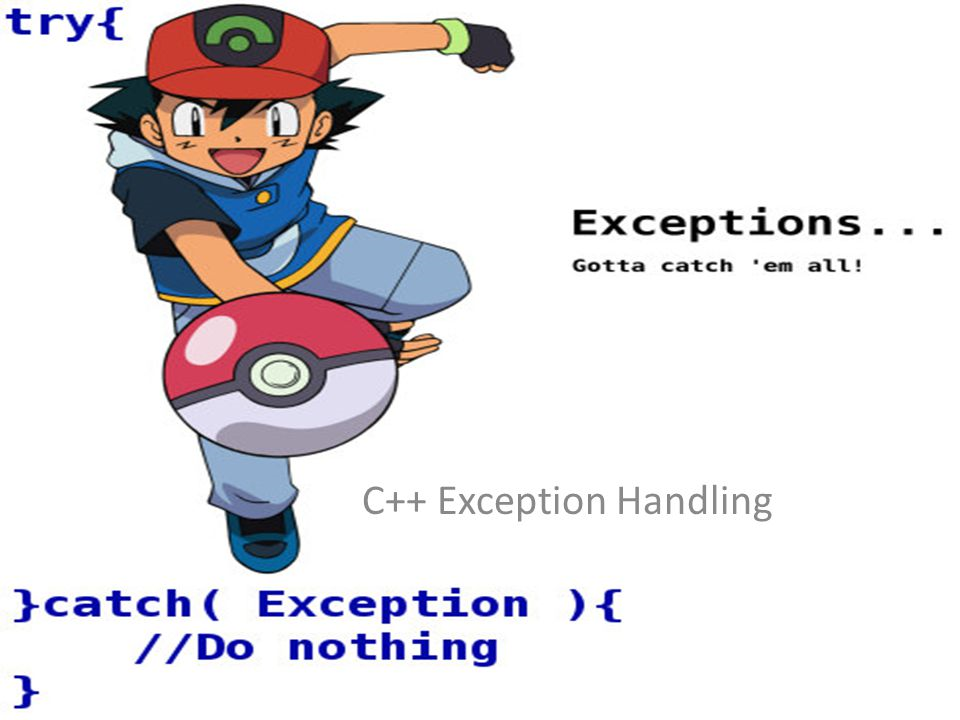 try{
Exceptions...
Gotta catch 'em all!
C++ Exception Handling
}catch( Exception ){
//Do nothing
}